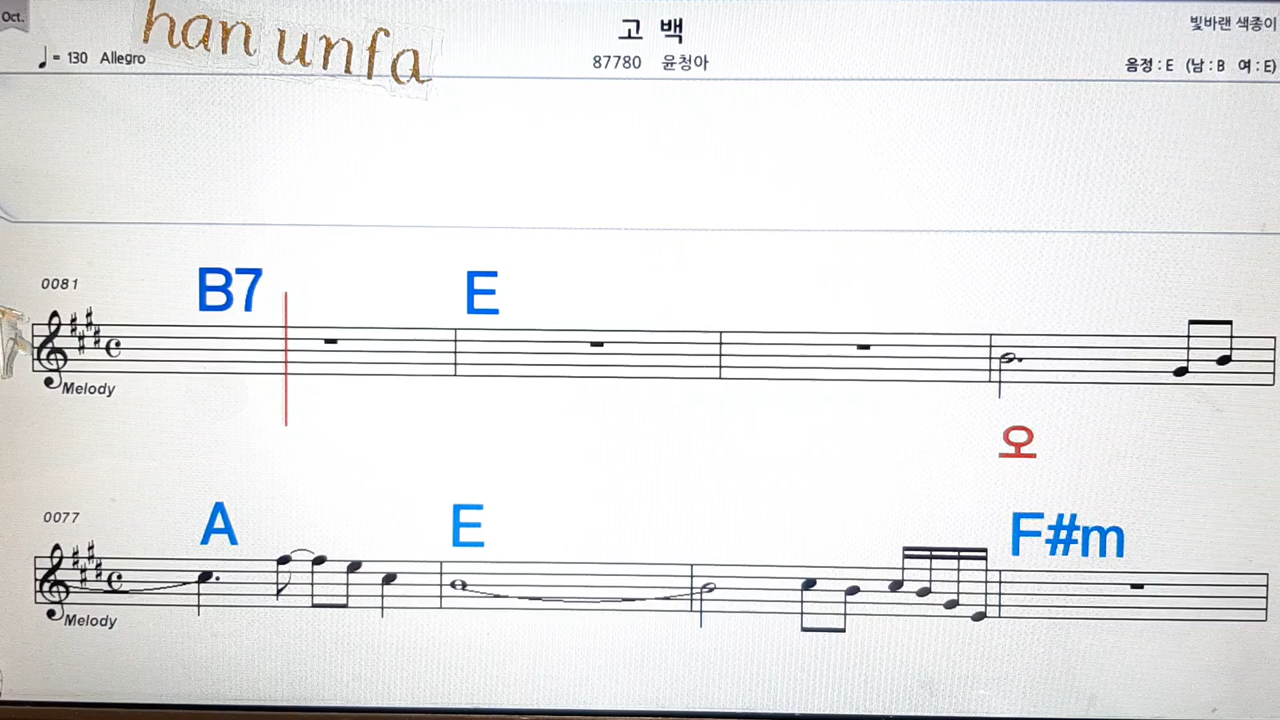 Oct.
han unfa
고 백
빛바랜 색종이
♩= 130 Allegro
87780 윤청아
음정 : E (남 : B 여 : E)
B7 E
0081
Melody
오
A E F#m
0077
Melody